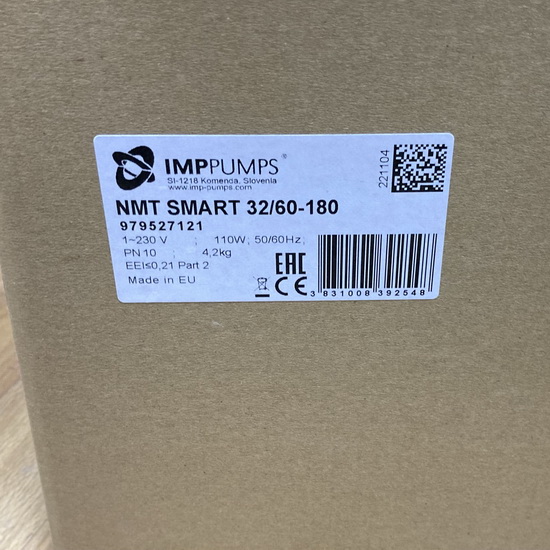 IMPPUMPS®
SI-1218 Komenda, Slovenia
www.imp-pumps.com
221104
NMT SMART 32/60-180
979527121
1~230 V ; 110W; 50/60Hz;
PN 10 ; 4,2kg
EEI≤0,21 Part 2
Made in EU
EAC
CE
3 831008 392548